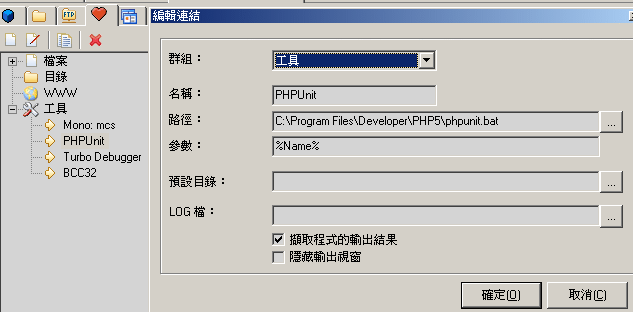 FTP
檔案
目錄
WWW
工具
Mono: mcs
PHPUnit
Turbo Debugger
BCC32
編輯連結
群組：
工具
名稱：
PHPUnit
路徑：
C:\Program Files\Developer\PHP5\phpunit.bat
...
參數：
%Name%
預設目錄：
...
LOG 檔：
...
擷取程式的輸出結果
隱藏輸出視窗
確定(O)
取消(C)